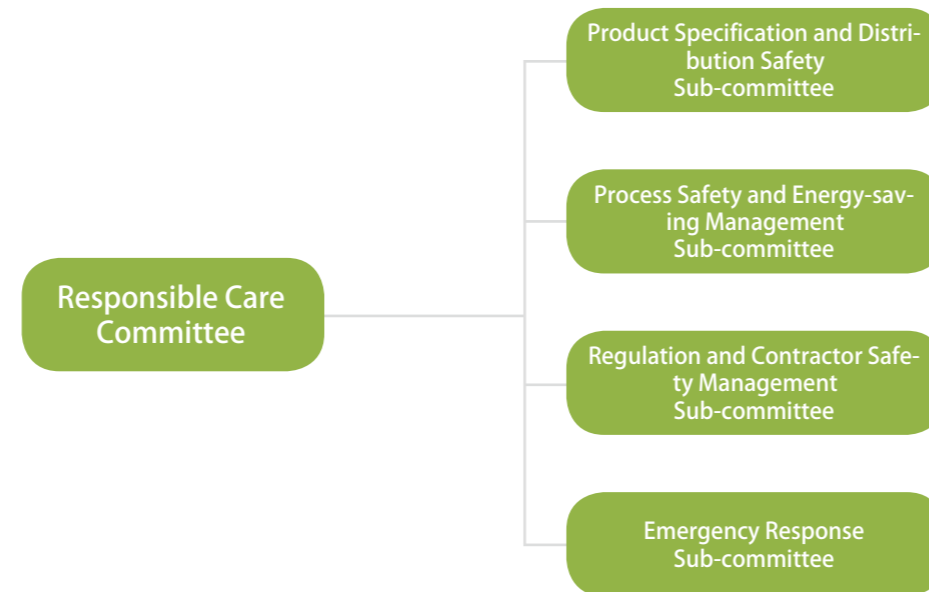 Responsible Care
Committee
Product Specification and Distri-
bution Safety
Sub-committee
Process Safety and Energy-sav-
ing Management
Sub-committee
Regulation and Contractor Safe-
ty Management
Sub-committee
Emergency Response
Sub-committee